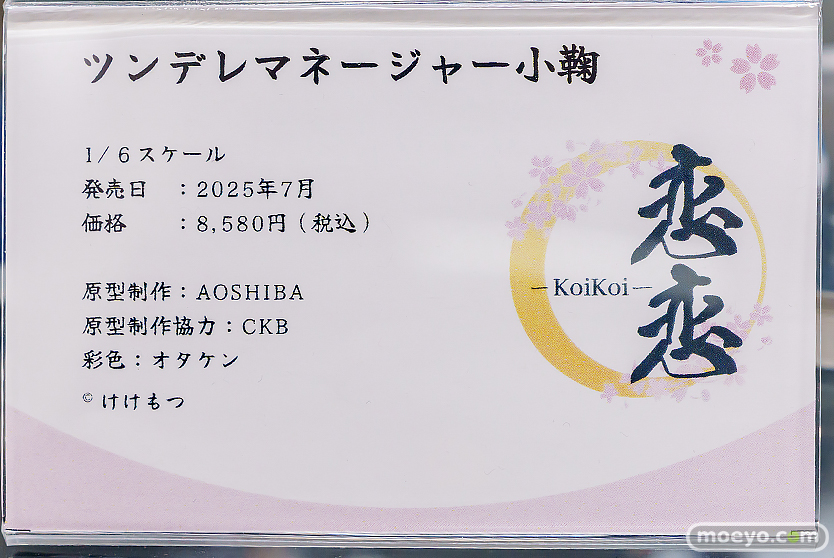 ツンデレマネージャー小鞠
1/6スケール
発売日　：2025年7月
価格　　：8,580円（税込）
原型制作：AOSHIBA
原型制作協力：CKB
彩色：オタケン
© けけもつ
恋恋
－KoiKoi－
moeyo.com